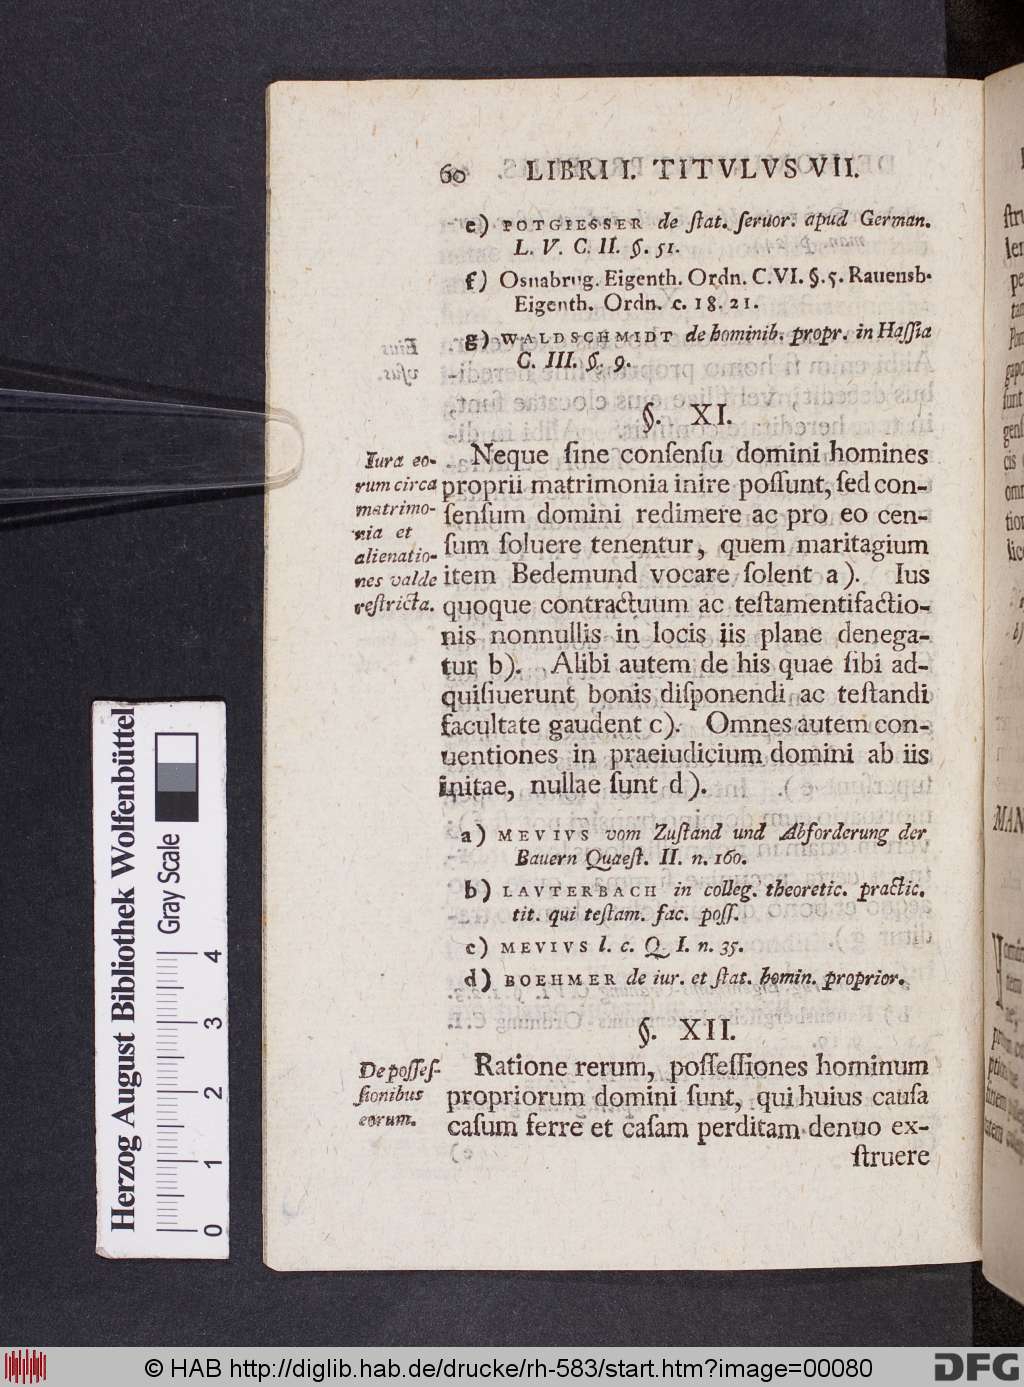 60 LIBRI I. TITVLVS VII.
e) POTGIESSER de ſtat. ſeruor. apud German.
L. V. C. II. §. 51.
f) Osnabrug. Eigenth. Ordn. C. VI. §. 5. Rauensb.
Eigenth. Ordn. c. 18. 21.
g) WALDSCHMIDT de hominib. propr. in Haſſia
C. III. §. 9.
§. XI.
Iura eo-
rum circa
matrimo-
nia et
alienatio-
nes valde
reſtricta.
Neque ſine conſenſu domini homines
proprii matrimonia inire poſſunt, ſed con-
ſenſum domini redimere ac pro eo cen-
ſum ſoluere tenentur, quem maritagium
item Bedemund vocare ſolent a). Ius
quoque contractuum ac teſtamentifactio-
nis nonnullis in locis iis plane denega-
tur b). Alibi autem de his quae ſibi ad-
quiſiuerunt bonis diſponendi ac teſtandi
facultate gaudent c). Omnes autem con-
uentiones in praeiudicium domini ab iis
initae, nullae ſunt d).
a) MEVIVS vom Zuſtand und Abforderung der
Bauern Quaeſt. II. n. 160.
b) LAVTERBACH in colleg. theoretic. practic.
tit. qui teſtam. fac. poſſ.
c) MEVIVS l. c. Q. I. n. 35.
d) BOEHMER de iur. et ſtat. homin. proprior.
§. XII.
De poſſeſ-
ſionibus
eorum.
Ratione rerum, poſſeſſiones hominum
propriorum domini ſunt, qui huius cauſa
caſum ferre et caſam perditam denuo ex-
ſtruere
Herzog August Bibliothek Wolfenbüttel
Gray Scale
0 1 2 3 4
© HAB http://diglib.hab.de/drucke/rh-583/start.htm?image=00080
DFG